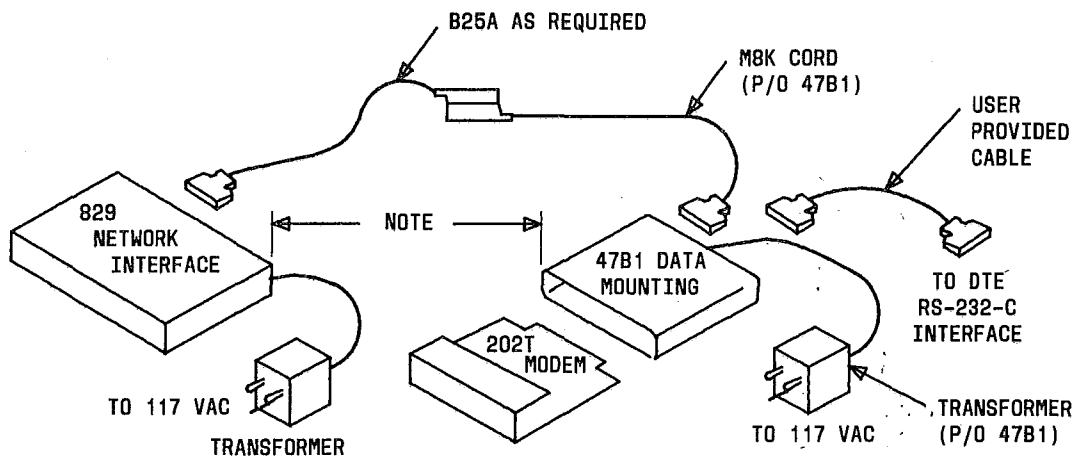 B25A AS REQUIRED
M8K CORD
(P/O 47B1)
USER
PROVIDED
CABLE
829
NETWORK
INTERFACE
NOTE
47B1 DATA
MOUNTING
TO DTE
RS-232-C
INTERFACE
202T
MODEM
TO 117 VAC
TRANSFORMER
TO 117 VAC
TRANSFORMER
(P/O 47B1)